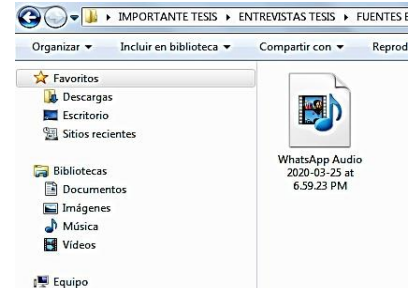 IMPORTANTE TESIS ENTREVISTAS TESIS FUENTES
Organizar Incluir en biblioteca Compartir con Reprod
Favoritos
Descargas
Escritorio
Sitios recientes
Bibliotecas
Documentos
Imágenes
Música
Vídeos
Equipo
WhatsApp Audio
2020-03-25 at
6.59.23 PM